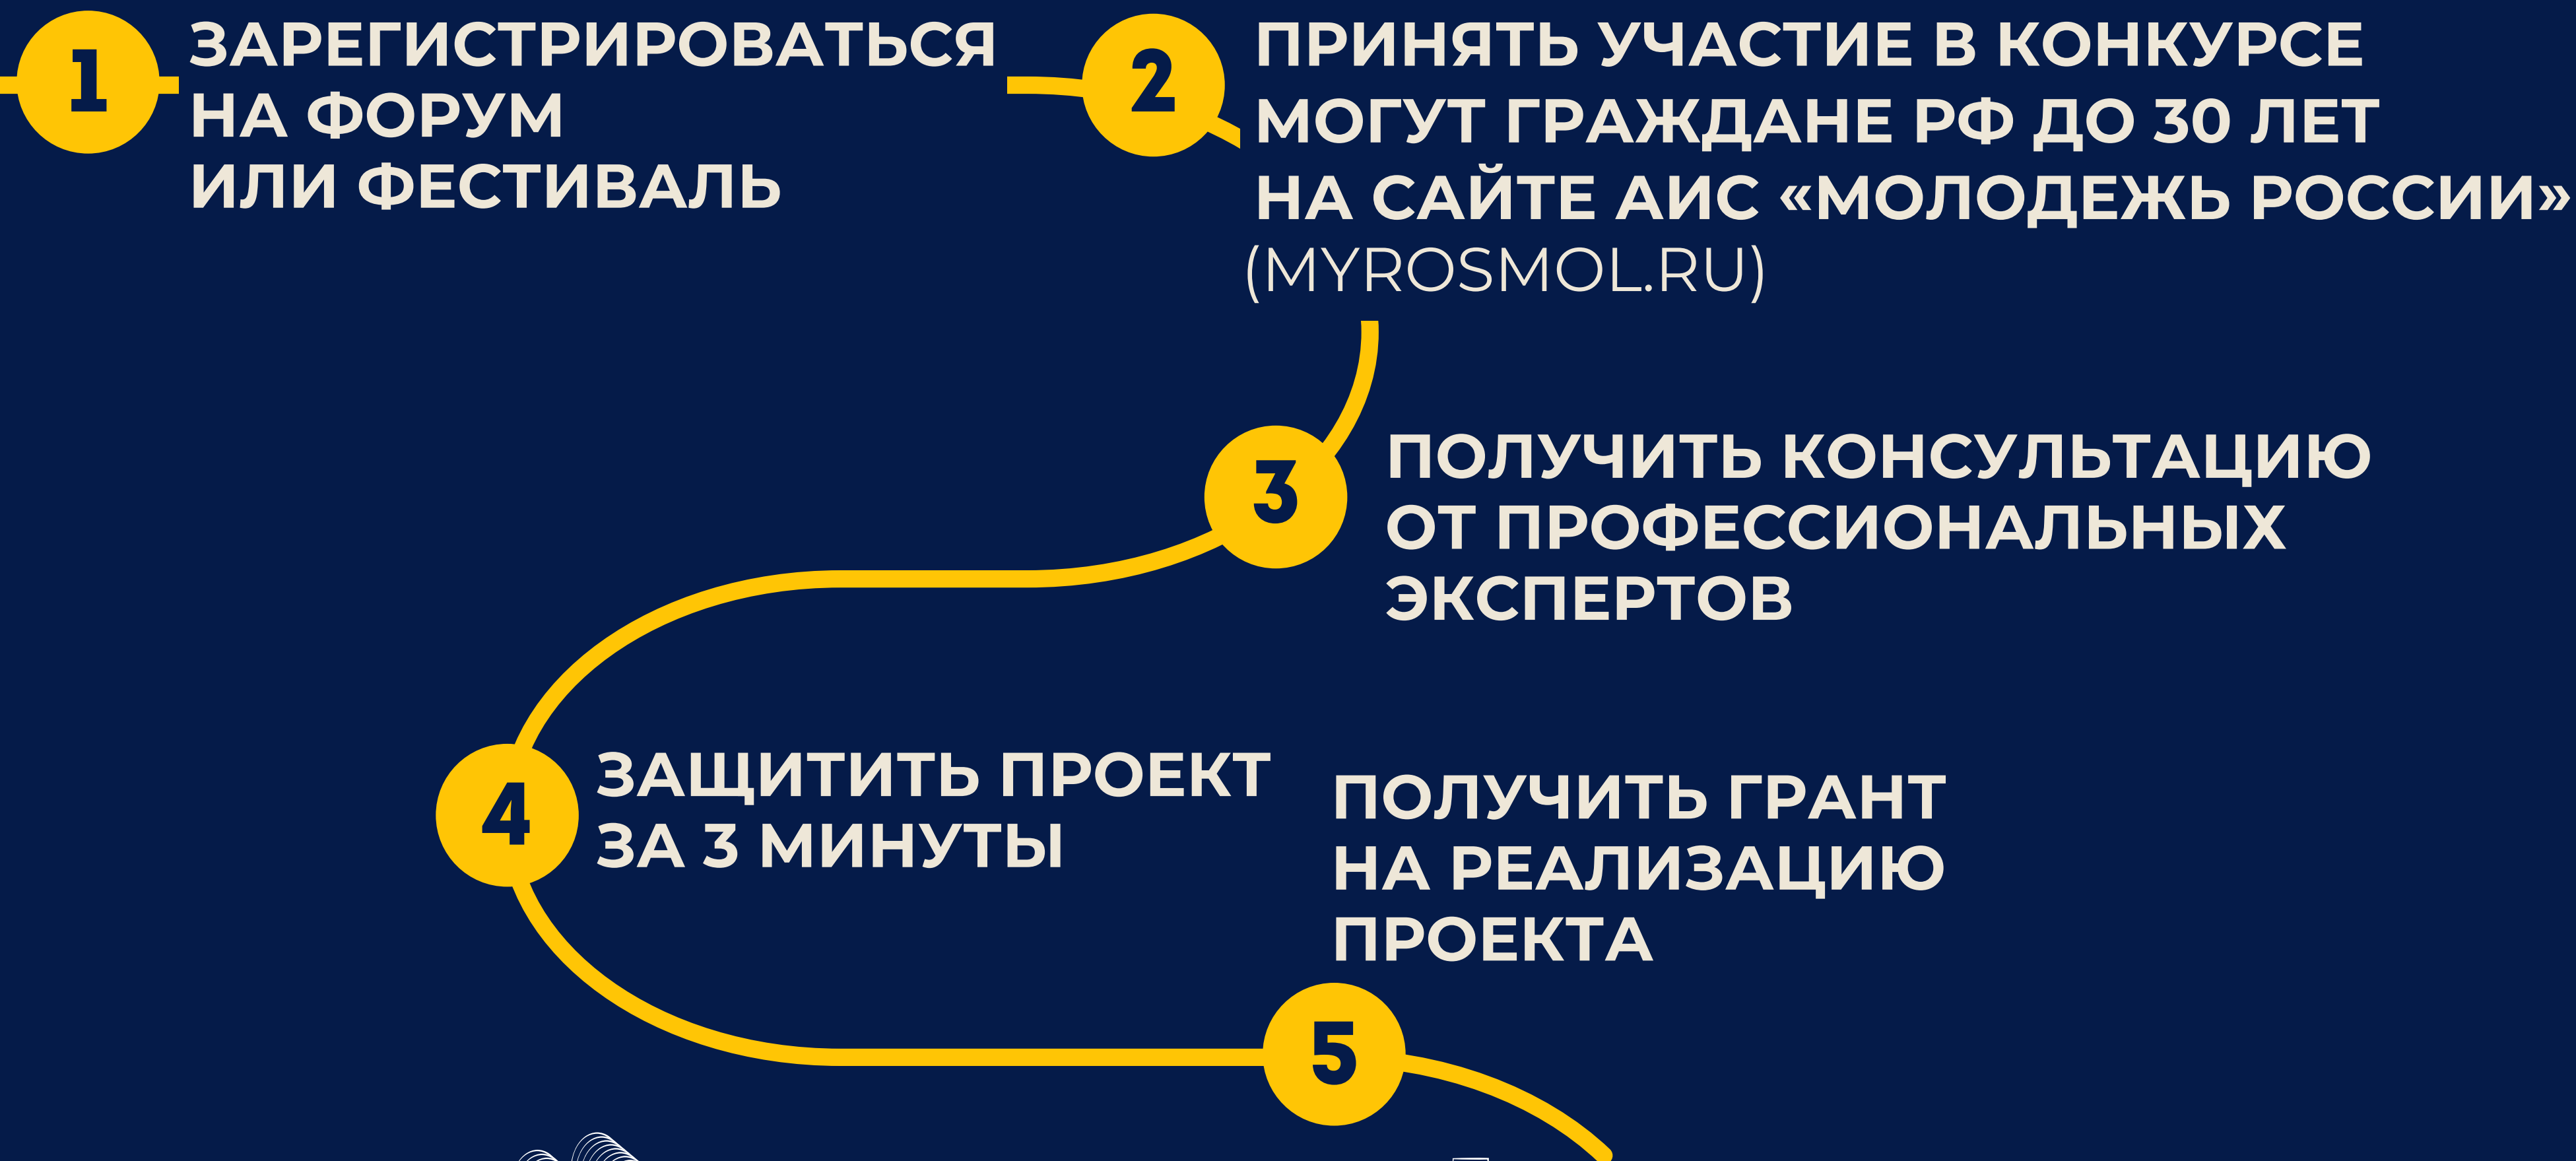 1
ЗАРЕГИСТРИРОВАТЬСЯ
НА ФОРУМ
ИЛИ ФЕСТИВАЛЬ
2
ПРИНЯТЬ УЧАСТИЕ В КОНКУРСЕ
МОГУТ ГРАЖДАНЕ РФ ДО 30 ЛЕТ
НА САЙТЕ АИС «МОЛОДЕЖЬ РОССИИ»
(MYROSMOL.RU)
3
ПОЛУЧИТЬ КОНСУЛЬТАЦИЮ
ОТ ПРОФЕССИОНАЛЬНЫХ
ЭКСПЕРТОВ
4
ЗАЩИТИТЬ ПРОЕКТ
ЗА 3 МИНУТЫ
5
ПОЛУЧИТЬ ГРАНТ
НА РЕАЛИЗАЦИЮ
ПРОЕКТА